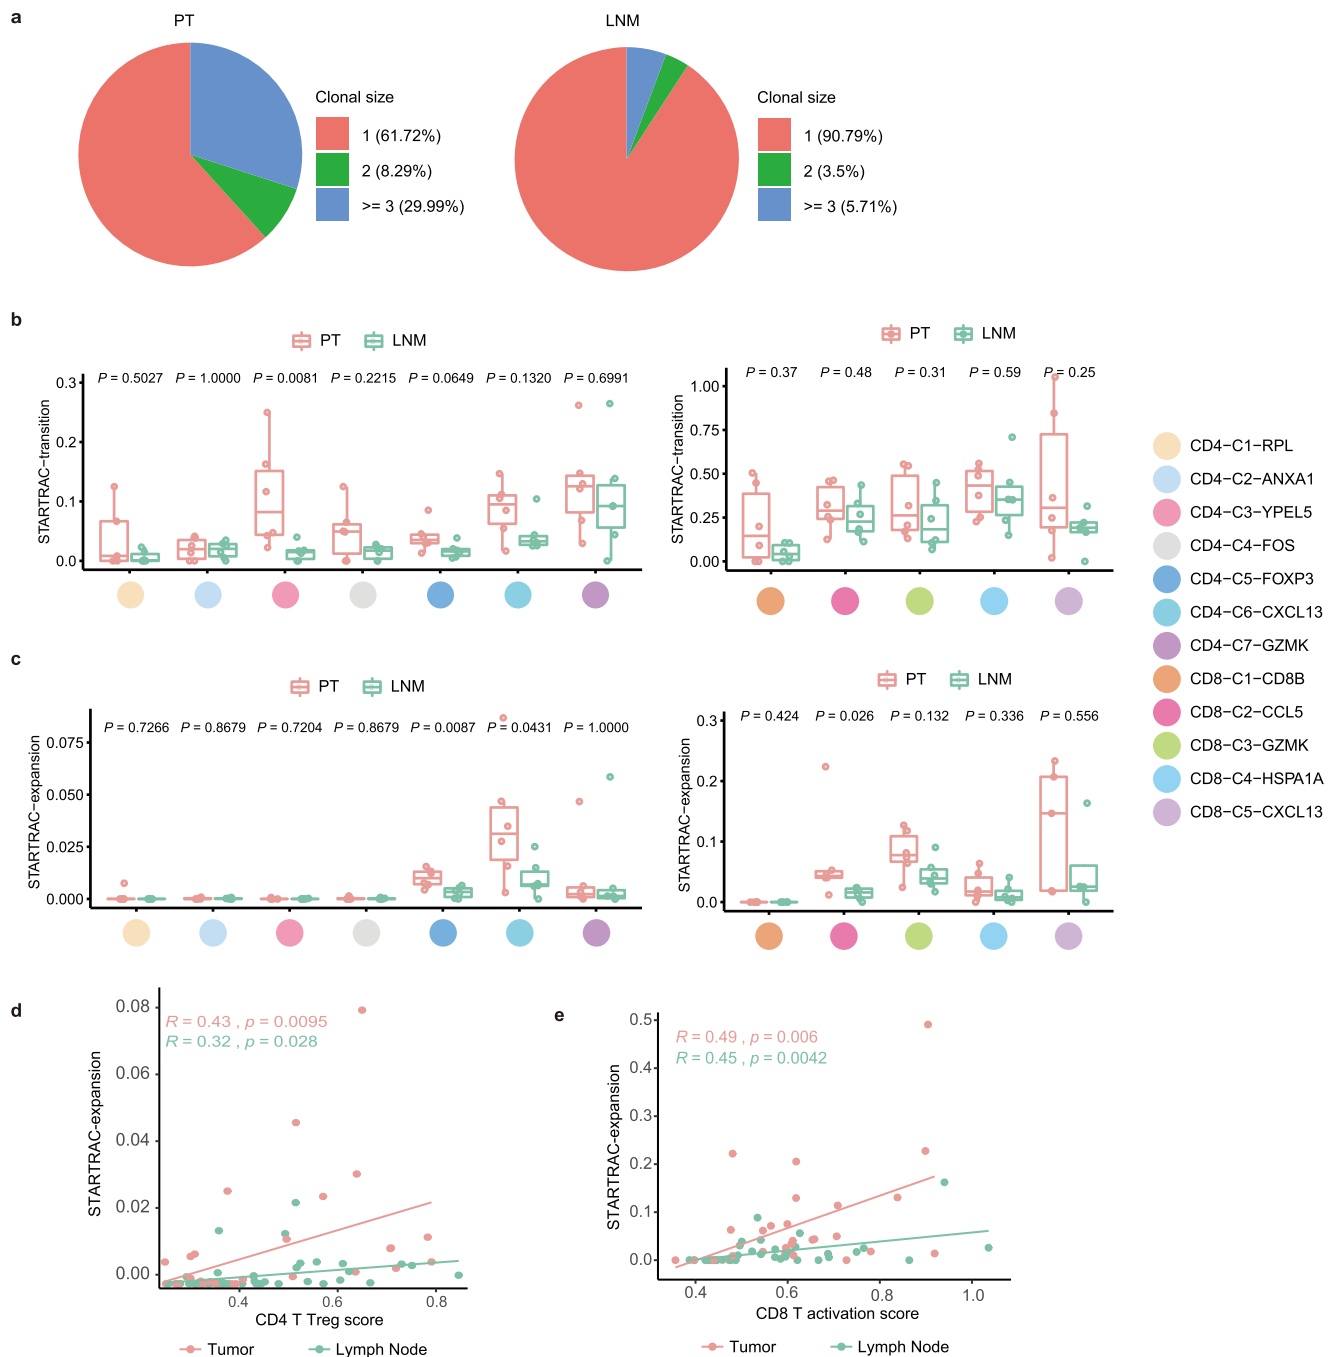 a
PT
LNM
Clonal size
1 (61.72%)
2 (8.29%)
>= 3 (29.99%)
Clonal size
1 (90.79%)
2 (3.5%)
>= 3 (5.71%)
b
PT LNM
P = 0.5027 P = 1.0000 P = 0.0081 P = 0.2215 P = 0.0649 P = 0.1320 P = 0.6991
STARTRAC−transition
0.3
0.2
0.1
0.0
PT LNM
P = 0.37 P = 0.48 P = 0.31 P = 0.59 P = 0.25
STARTRAC−transition
1.00
0.75
0.50
0.25
0.00
CD4−C1−RPL
CD4−C2−ANXA1
CD4−C3−YPEL5
CD4−C4−FOS
CD4−C5−FOXP3
CD4−C6−CXCL13
CD4−C7−GZMK
CD8−C1−CD8B
CD8−C2−CCL5
CD8−C3−GZMK
CD8−C4−HSPA1A
CD8−C5−CXCL13
c
PT LNM
P = 0.7266 P = 0.8679 P = 0.7204 P = 0.8679 P = 0.0087 P = 0.0431 P = 1.0000
STARTRAC−expansion
0.075
0.050
0.025
0.000
PT LNM
P = 0.424 P = 0.026 P = 0.132 P = 0.336 P = 0.556
STARTRAC−expansion
0.3
0.2
0.1
0.0
d
R = 0.43 , p = 0.0095
R = 0.32 , p = 0.028
STARTRAC-expansion
0.08
0.06
0.04
0.02
0.00
0.4 0.6 0.8
CD4 T Treg score
Tumor Lymph Node
e
R = 0.49 , p = 0.006
R = 0.45 , p = 0.0042
STARTRAC-expansion
0.5
0.4
0.3
0.2
0.1
0.0
0.4 0.6 0.8 1.0
CD8 T activation score
Tumor Lymph Node